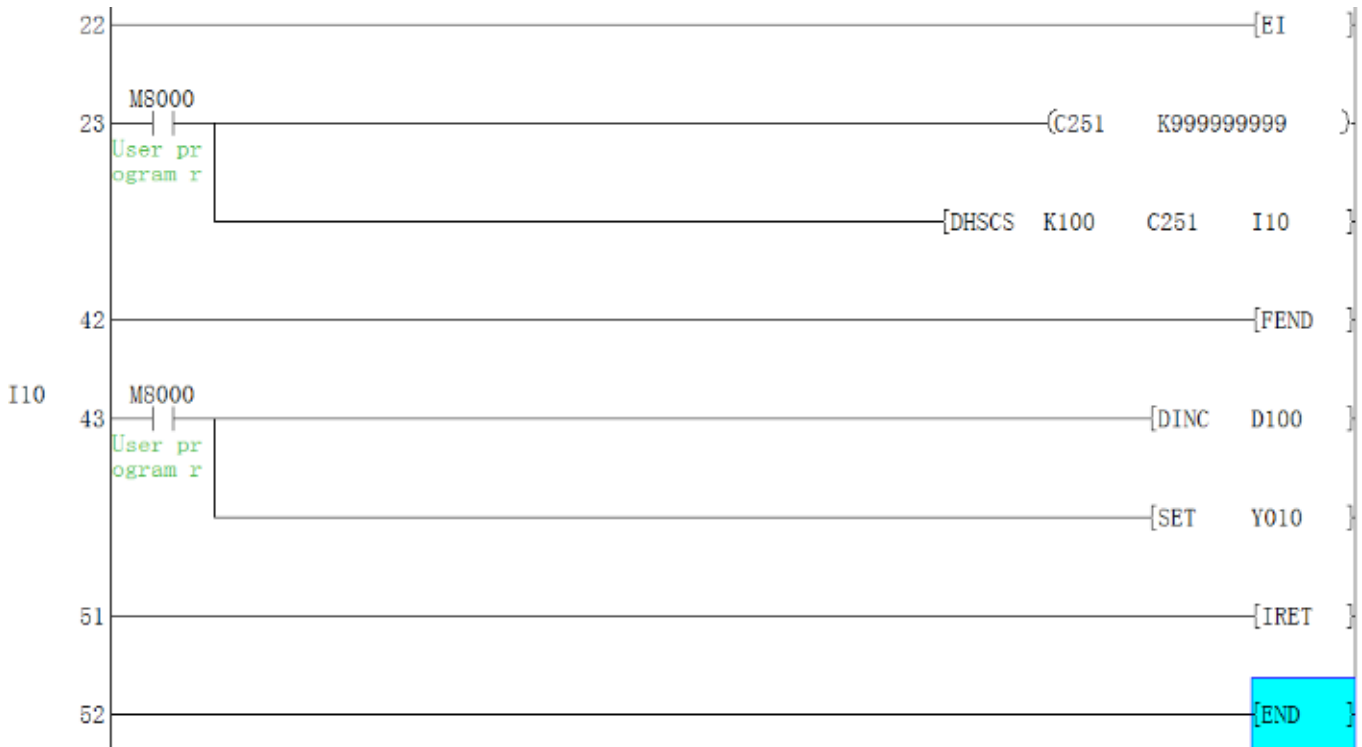 22 [EI ]
M8000
23 (C251 K999999999 )
User pr
ogram r
[DHSCS K100 C251 I10 ]
42 [FEND ]
I10 M8000
43 [DINC D100 ]
User pr
ogram r
[SET Y010 ]
51 [IRET ]
52 [END ]